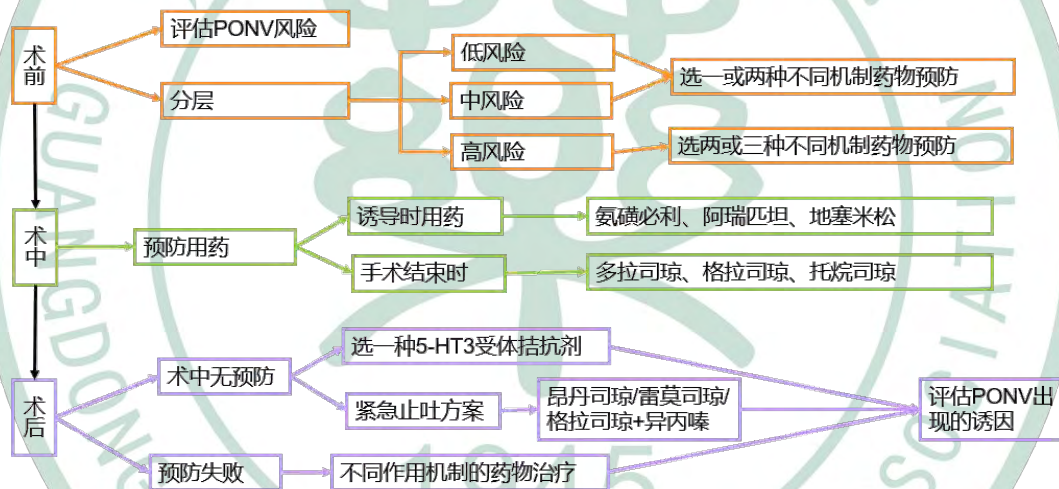 术前
评估PONV风险
分层
低风险
中风险
高风险
选一或两种不同机制药物预防
选两或三种不同机制药物预防
术中
预防用药
诱导时用药
氨磺必利、阿瑞匹坦、地塞米松
手术结束时
多拉司琼、格拉司琼、托烷司琼
术后
术中无预防
选一种5-HT3受体拮抗剂
紧急止吐方案
昂丹司琼/雷莫司琼/
格拉司琼+异丙嗪
预防失败
不同作用机制的药物治疗
评估PONV出
现的诱因
GUANGDONG
ASSOCIATION